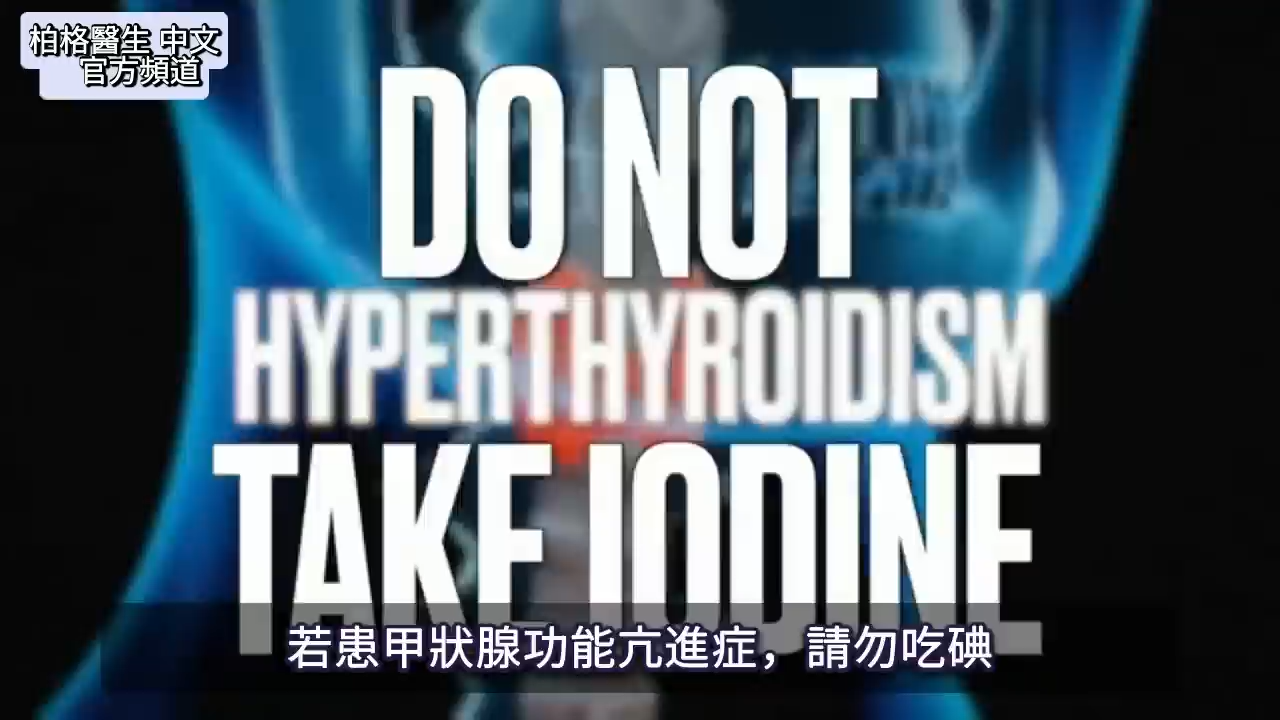 柏格醫生 中文
官方頻道
DO NOT
HYPERTHYROIDISM
TAKE IODINE
若患甲狀腺功能亢進症，請勿吃碘